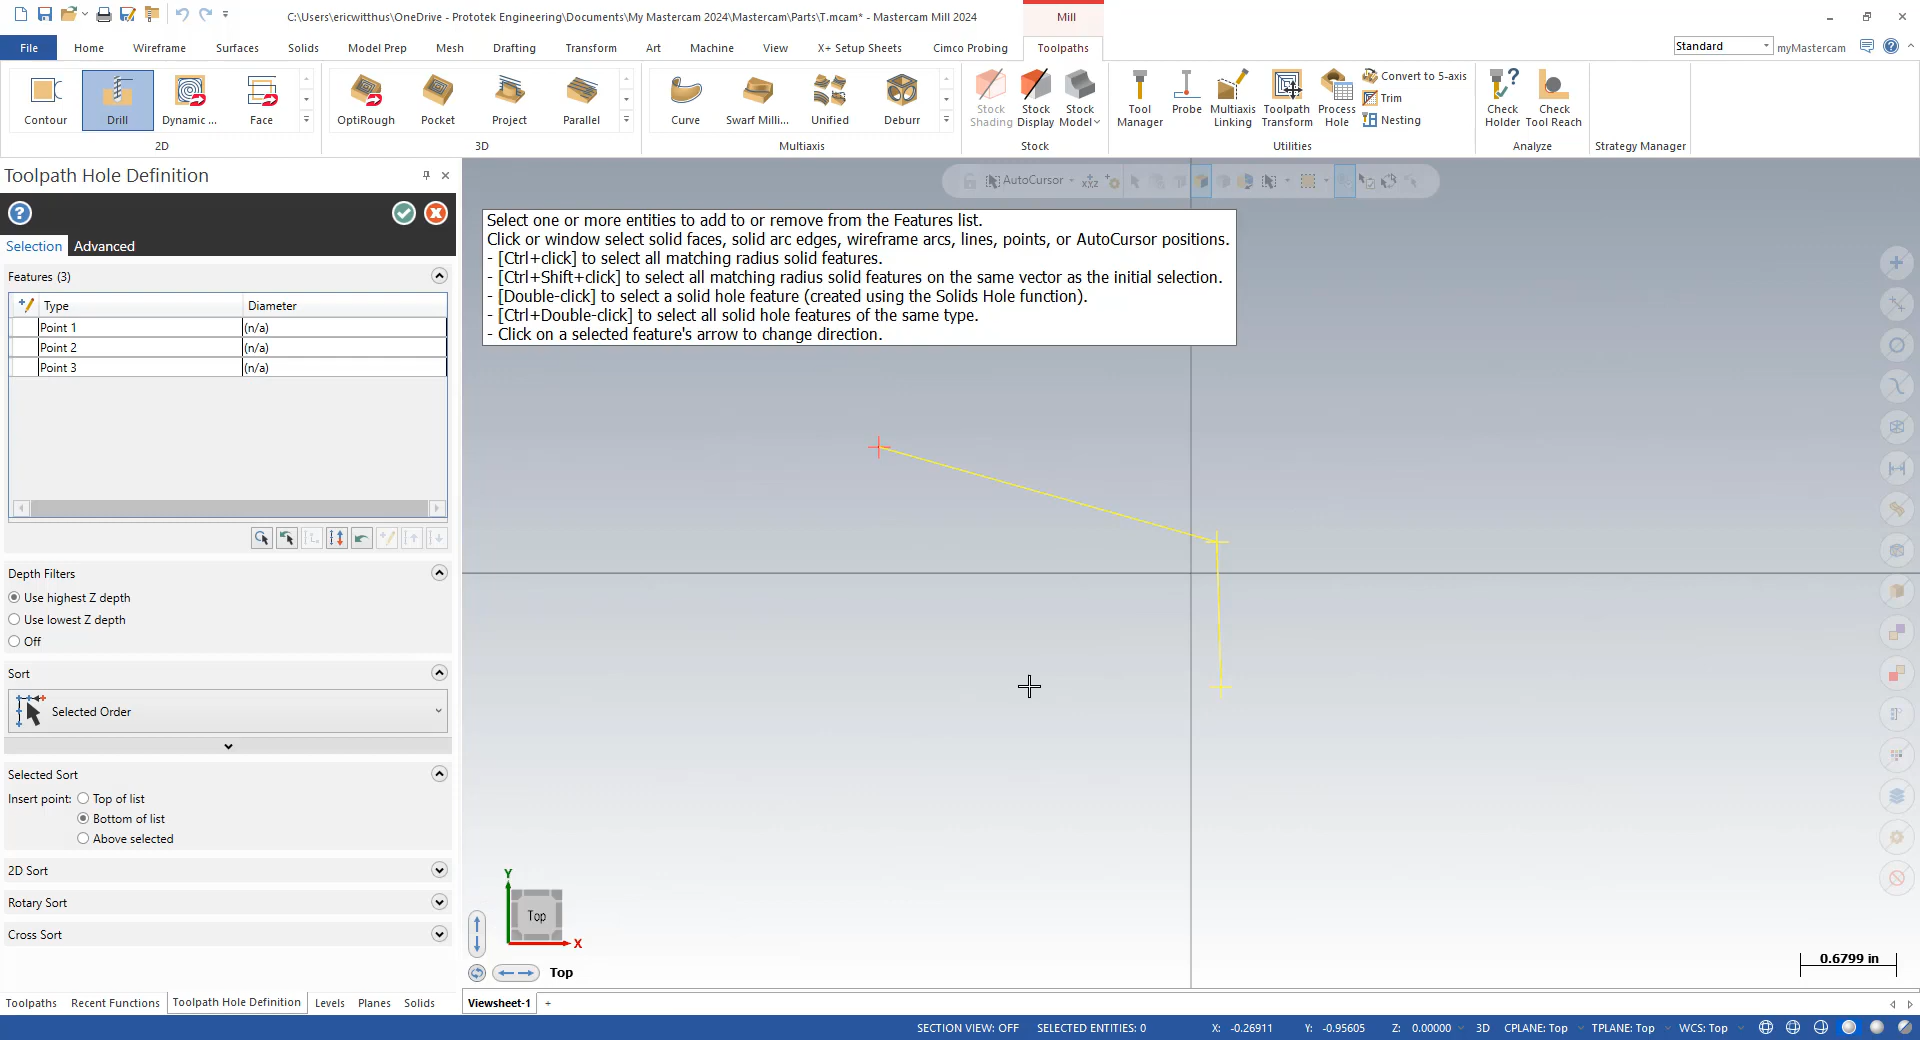 C:\Users\ericwitthus\OneDrive - Prototek Engineering\Documents\My Mastercam 2024\Mastercam\Parts\T.mcam* - Mastercam Mill 2024
Mill
File
Home
Wireframe
Surfaces
Solids
Model Prep
Mesh
Drafting
Transform
Art
Machine
View
X+ Setup Sheets
Cimco Probing
Toolpaths
Standard
myMastercam
Contour
Drill
Dynamic ...
Face
OptiRough
Pocket
Project
Parallel
Curve
Swarf Milli...
Unified
Deburr
Stock
Shading
Stock
Display
Stock
Model
Tool
Manager
Probe
Multiaxis
Linking
Toolpath
Transform
Process
Hole
Convert to 5-axis
Trim
Nesting
Check
Holder
Check
Tool Reach
2D
3D
Multiaxis
Stock
Utilities
Analyze
Strategy Manager
Toolpath Hole Definition
AutoCursor
Selection
Advanced
Features (3)
Type
Diameter
Point 1
(n/a)
Point 2
(n/a)
Point 3
(n/a)
Depth Filters
Use highest Z depth
Use lowest Z depth
Off
Sort
Selected Order
Selected Sort
Insert point:
Top of list
Bottom of list
Above selected
2D Sort
Rotary Sort
Cross Sort
Select one or more entities to add to or remove from the Features list.
Click or window select solid faces, solid arc edges, wireframe arcs, lines, points, or AutoCursor positions.
- [Ctrl+click] to select all matching radius solid features.
- [Ctrl+Shift+click] to select all matching radius solid features on the same vector as the initial selection.
- [Double-click] to select a solid hole feature (created using the Solids Hole function).
- [Ctrl+Double-click] to select all solid hole features of the same type.
- Click on a selected feature's arrow to change direction.
Y
Top
X
Top
0.6799 in
Toolpaths
Recent Functions
Toolpath Hole Definition
Levels
Planes
Solids
Viewsheet-1
+
SECTION VIEW: OFF
SELECTED ENTITIES: 0
X: -0.26911
Y: -0.95605
Z: 0.00000
3D
CPLANE: Top
TPLANE: Top
WCS: Top